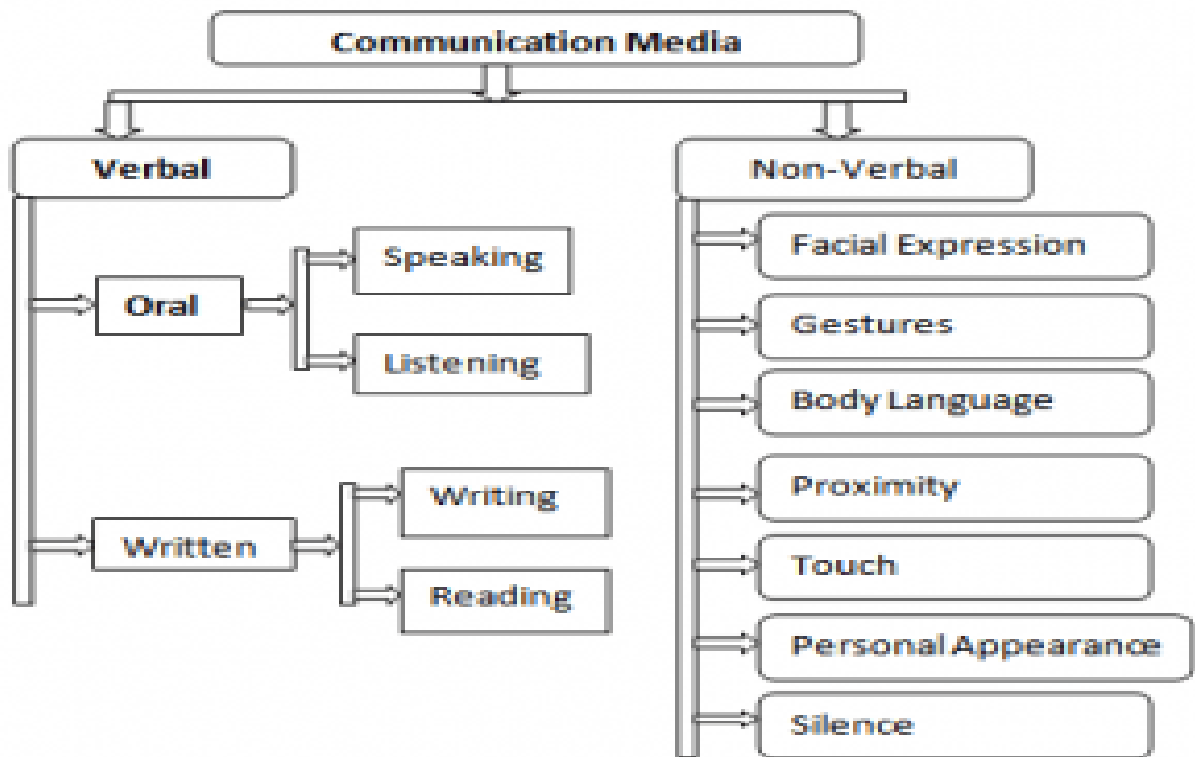 Communication Media
Verbal
Non-Verbal
Oral
Speaking
Listening
Written
Writing
Reading
Facial Expression
Gestures
Body Language
Proximity
Touch
Personal Appearance
Silence